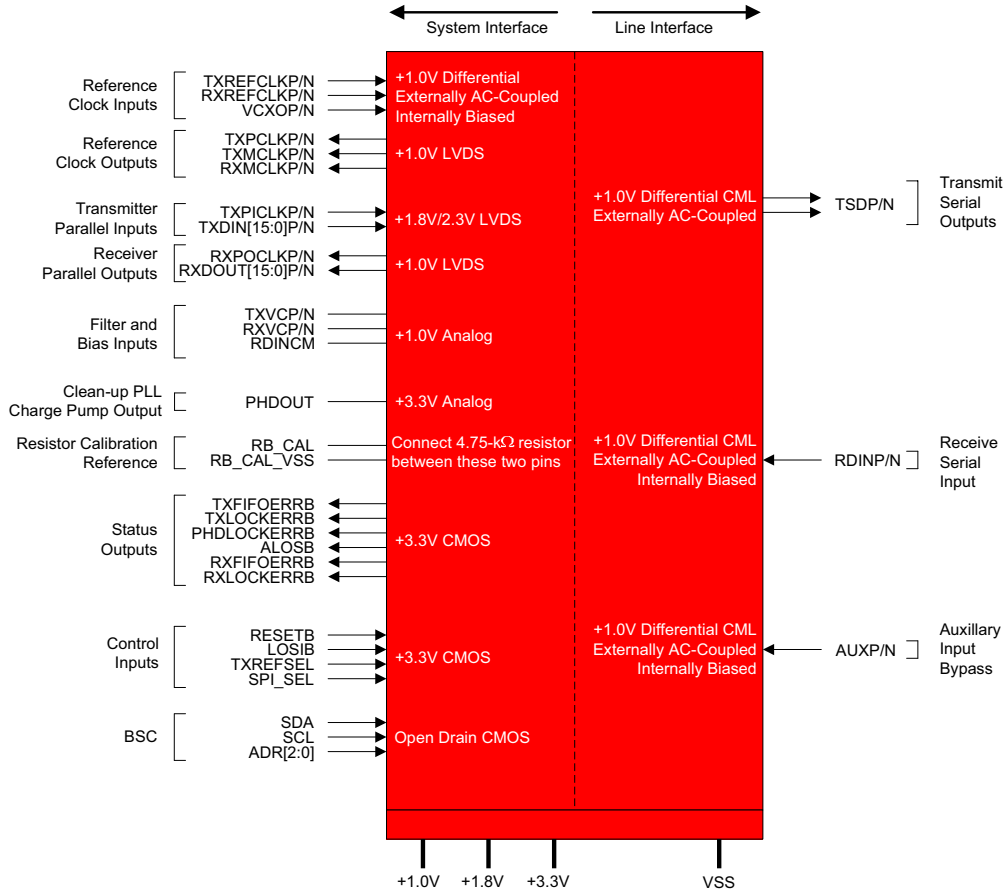 System Interface
Line Interface
Reference
Clock Inputs
TXREFCLKP/N
RXREFCLKP/N
VCXOP/N
+1.0V Differential
Externally AC-Coupled
Internally Biased
Reference
Clock Outputs
TXPCLKP/N
TXMCLKP/N
RXMCLKP/N
+1.0V LVDS
Transmitter
Parallel Inputs
TXPICLKP/N
TXDIN[15:0]P/N
+1.8V/2.3V LVDS
+1.0V Differential CML
Externally AC-Coupled
TSDP/N
Transmit
Serial
Outputs
Receiver
Parallel Outputs
RXPOCLKP/N
RXDOUT[15:0]P/N
+1.0V LVDS
Filter and
Bias Inputs
TXVCP/N
RXVCP/N
RDINCM
+1.0V Analog
Clean-up PLL
Charge Pump Output
PHDOUT
+3.3V Analog
Resistor Calibration
Reference
RB_CAL
RB_CAL_VSS
Connect 4.75-kΩ resistor
between these two pins
+1.0V Differential CML
Externally AC-Coupled
Internally Biased
RDINP/N
Receive
Serial
Input
Status
Outputs
TXFIFOERRB
TXLOCKERRB
PHDLOCKERRB
ALOSB
RXFIFOERRB
RXLOCKERRB
+3.3V CMOS
Control
Inputs
RESETB
LOSIB
TXREFSEL
SPI_SEL
+3.3V CMOS
+1.0V Differential CML
Externally AC-Coupled
Internally Biased
AUXP/N
Auxillary
Input
Bypass
BSC
SDA
SCL
ADR[2:0]
Open Drain CMOS
+1.0V
+1.8V
+3.3V
VSS